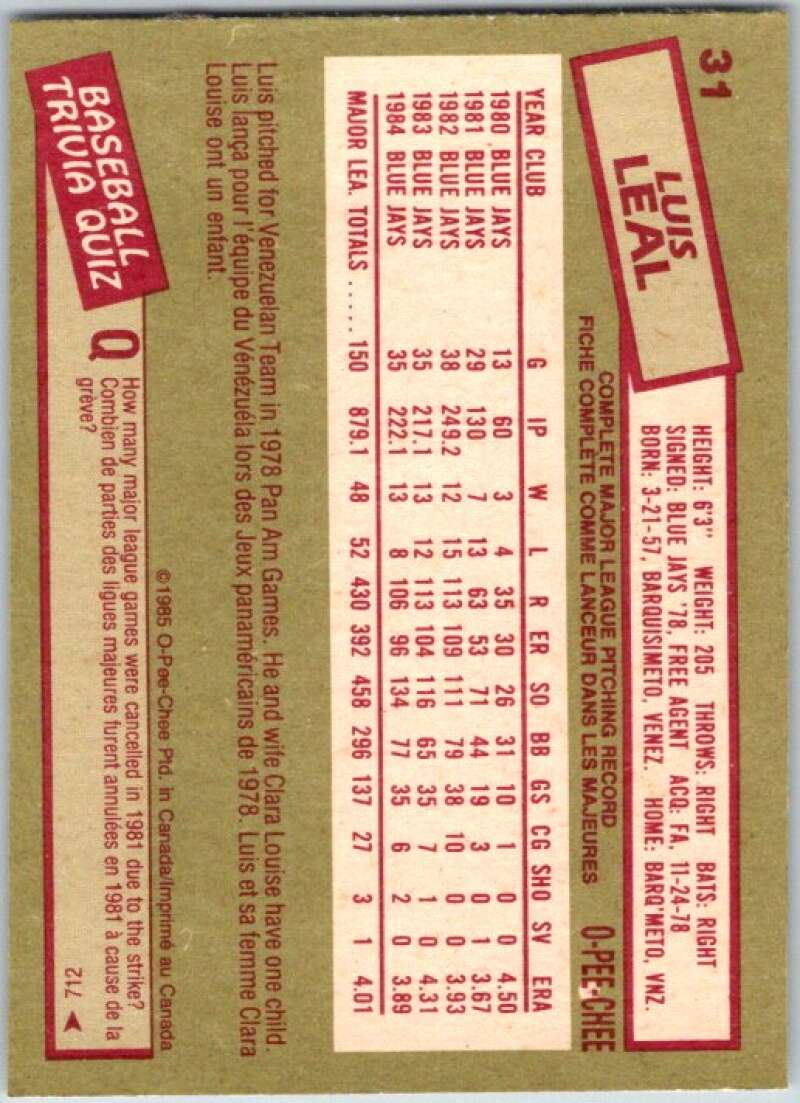 31
LUIS
LEAL
HEIGHT: 6'3" WEIGHT: 205 THROWS: RIGHT BATS: RIGHT
SIGNED: BLUE JAYS '78, FREE AGENT ACQ: FA, 11-24-78
BORN: 3-21-57, BARQUISIMETO, VENEZ. HOME: BARQ'METO, VNZ.
COMPLETE MAJOR LEAGUE PITCHING RECORD
FICHE COMPLÈTE COMME LANCEUR DANS LES MAJEURES
O-PEE-CHEE
YEAR CLUB G IP W L R ER SO BB GS CG SHO SV ERA
1980 BLUE JAYS 13 60 3 4 35 30 26 31 10 1 0 0 4.50
1981 BLUE JAYS 29 130 7 13 63 53 71 44 19 3 0 1 3.67
1982 BLUE JAYS 38 249.2 12 15 113 109 111 79 38 10 0 0 3.93
1983 BLUE JAYS 35 217.1 13 12 113 104 116 65 35 7 1 0 4.31
1984 BLUE JAYS 35 222.1 13 8 106 96 134 77 35 6 2 0 3.89
MAJOR LEA. TOTALS ..... 150 879.1 48 52 430 392 458 296 137 27 3 1 4.01
Luis pitched for Venezuelan Team in 1978 Pan Am Games. He and wife Clara Louise have one child.
Luis lança pour l'équipe du Vénézuéla lors des Jeux panaméricains de 1978. Luis et sa femme Clara
Louise ont un enfant.
©1985 O-Pee-Chee Ptd. in Canada/Imprimé au Canada
BASEBALL
TRIVIA QUIZ
Q
How many major league games were cancelled in 1981 due to the strike?
Combien de parties des ligues majeures furent annulées en 1981 à cause de la
grève?
712